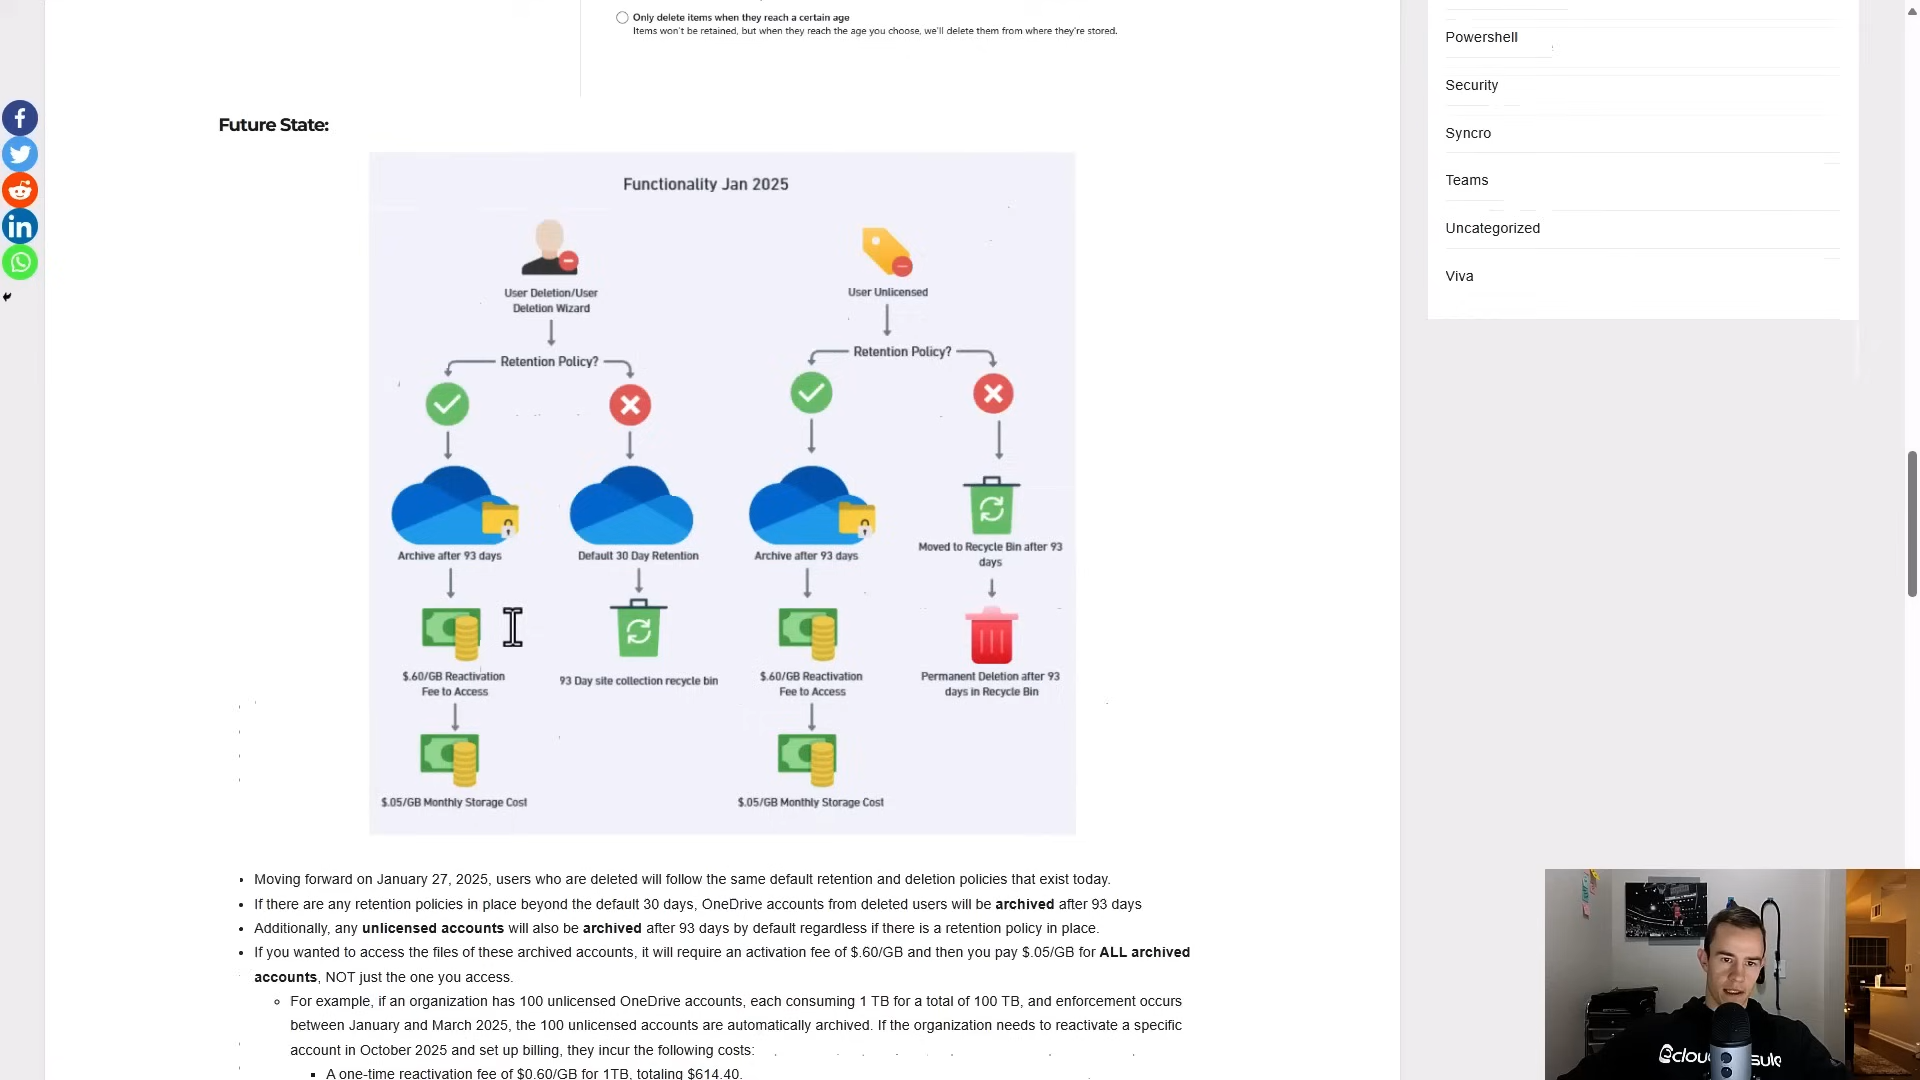 Only delete items when they reach a certain age
Items won't be retained, but when they reach the age you choose, we'll delete them from where they're stored.
Powershell
Security
Syncro
Teams
Uncategorized
Viva
Future State:
Functionality Jan 2025
User Deletion/User
Deletion Wizard
User Unlicensed
Retention Policy?
Retention Policy?
Archive after 93 days
Default 30 Day Retention
Archive after 93 days
Moved to Recycle Bin after 93
days
$.60/GB Reactivation
Fee to Access
93 Day site collection recycle bin
$.60/GB Reactivation
Fee to Access
Permanent Deletion after 93
days in Recycle Bin
$.05/GB Monthly Storage Cost
$.05/GB Monthly Storage Cost
• Moving forward on January 27, 2025, users who are deleted will follow the same default retention and deletion policies that exist today.
• If there are any retention policies in place beyond the default 30 days, OneDrive accounts from deleted users will be archived after 93 days
• Additionally, any unlicensed accounts will also be archived after 93 days by default regardless if there is a retention policy in place.
• If you wanted to access the files of these archived accounts, it will require an activation fee of $.60/GB and then you pay $.05/GB for ALL archived
accounts, NOT just the one you access.
◦ For example, if an organization has 100 unlicensed OneDrive accounts, each consuming 1 TB for a total of 100 TB, and enforcement occurs
between January and March 2025, the 100 unlicensed accounts are automatically archived. If the organization needs to reactivate a specific
account in October 2025 and set up billing, they incur the following costs:
▪ A one-time reactivation fee of $0.60/GB for 1TB, totaling $614.40.